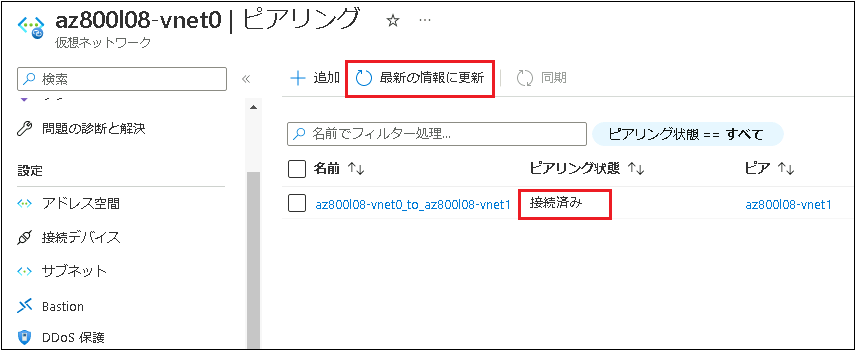 az800l08-vnet0 | ピアリング ☆ …
仮想ネットワーク
検索 «
問題の診断と解決
設定
アドレス空間
接続デバイス
サブネット
Bastion
DDoS 保護
+ 追加 最新の情報に更新 同期
名前でフィルター処理... ピアリング状態 == すべて
名前 ↑↓ ピアリング状態 ↑↓ ピア ↑↓
az800l08-vnet0_to_az800l08-vnet1 接続済み az800l08-vnet1